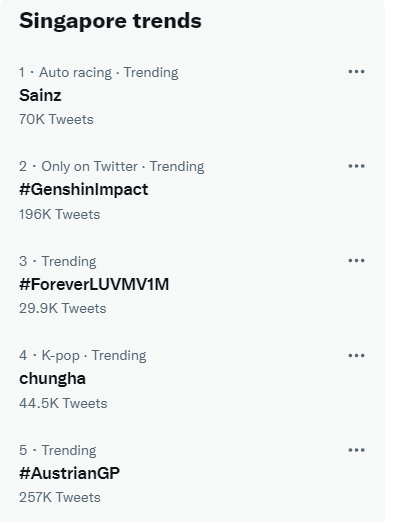 Singapore trends
1 · Auto racing · Trending
Sainz
70K Tweets
2 · Only on Twitter · Trending
#GenshinImpact
196K Tweets
3 · Trending
#ForeverLUVMV1M
29.9K Tweets
4 · K-pop · Trending
chungha
44.5K Tweets
5 · Trending
#AustrianGP
257K Tweets